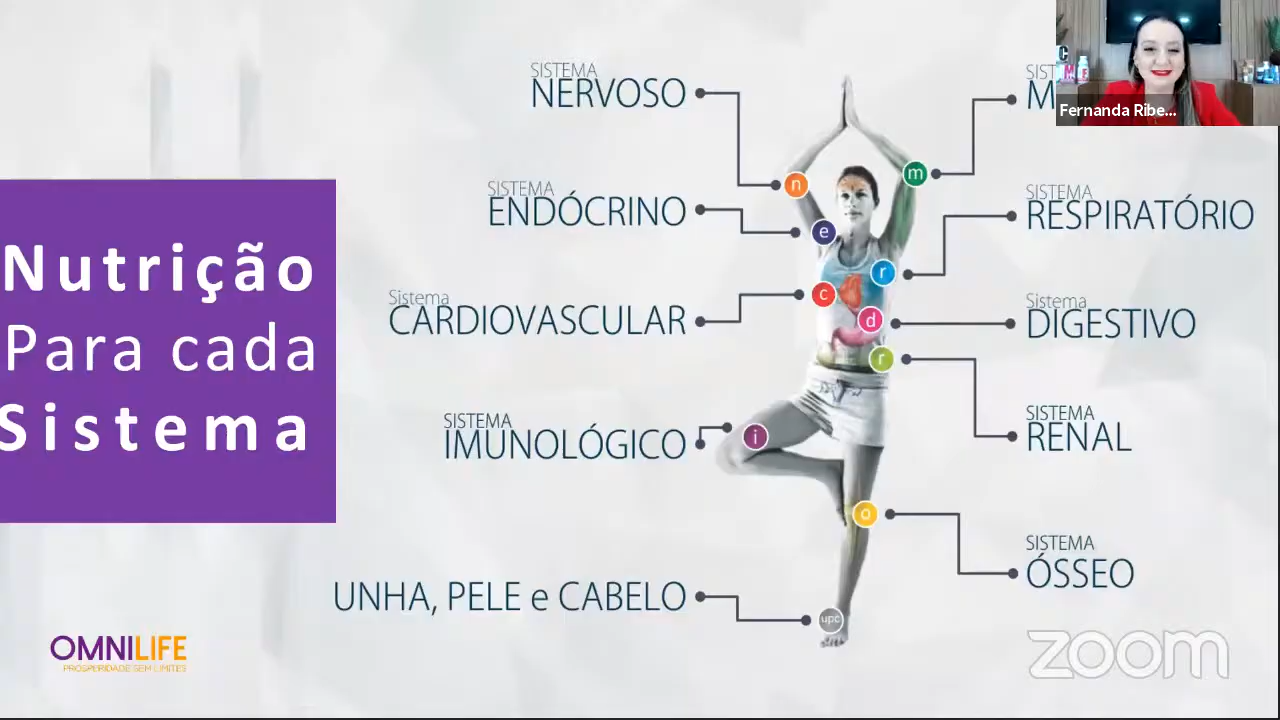 Nutrição
Para cada
Sistema
SISTEMA
NERVOSO
SISTEMA
ENDÓCRINO
Sistema
CARDIOVASCULAR
SISTEMA
IMUNOLÓGICO
UNHA, PELE e CABELO
n
e
c
i
upc
m
r
d
r
o
Fernanda Ribe...
SISTEMA
RESPIRATÓRIO
Sistema
DIGESTIVO
SISTEMA
RENAL
SISTEMA
ÓSSEO
OMNILIFE
PROSPERIDADE SEM LIMITES
zoom